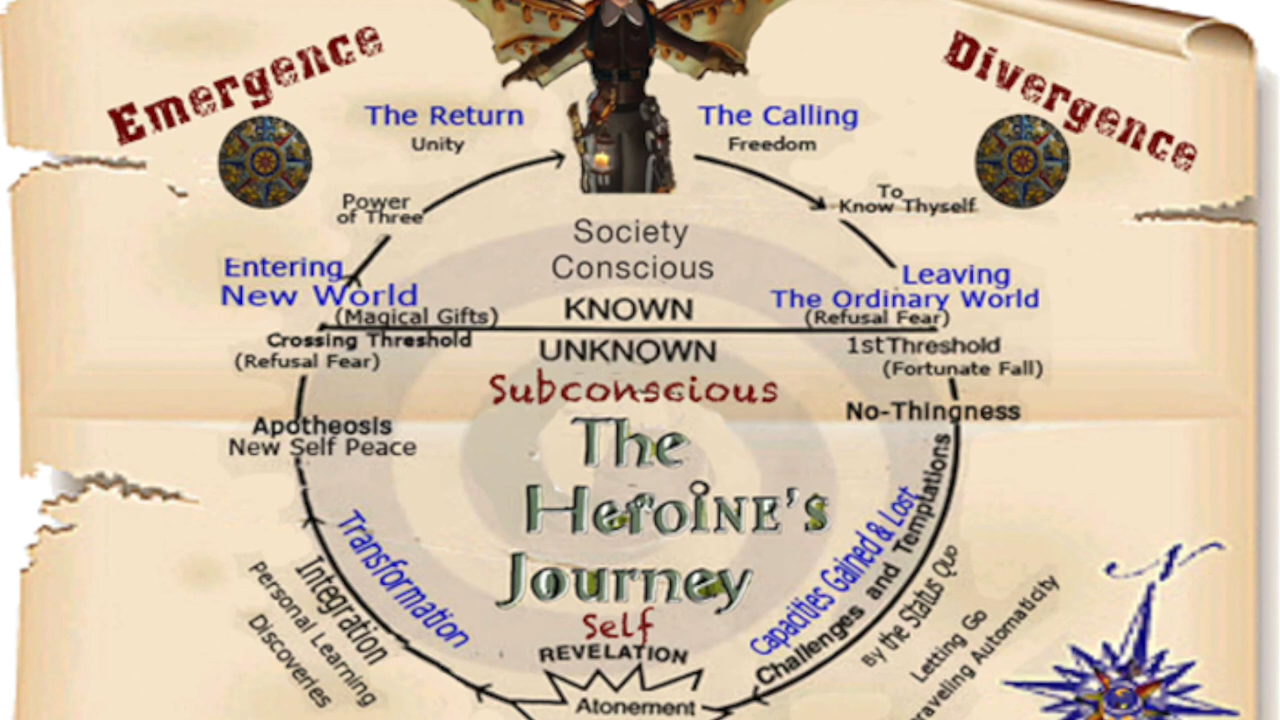 Emergence
Divergence
The Return
Unity
The Calling
Freedom
Power
of Three
To
Know Thyself
Society
Conscious
KNOWN
Entering
New World
(Magical Gifts)
Leaving
The Ordinary World
(Refusal Fear)
Crossing Threshold
(Refusal Fear)
UNKNOWN
1st Threshold
(Fortunate Fall)
Subconscious
No-Thingness
Apotheosis
New Self Peace
The
Heroine's
Journey
Self
REVELATION
Atonement
Transformation
Integration
Personal Learning
Discoveries
Capacities Gained & Lost
Challenges and Temptations
By the Status Quo
Letting Go
Automaticity